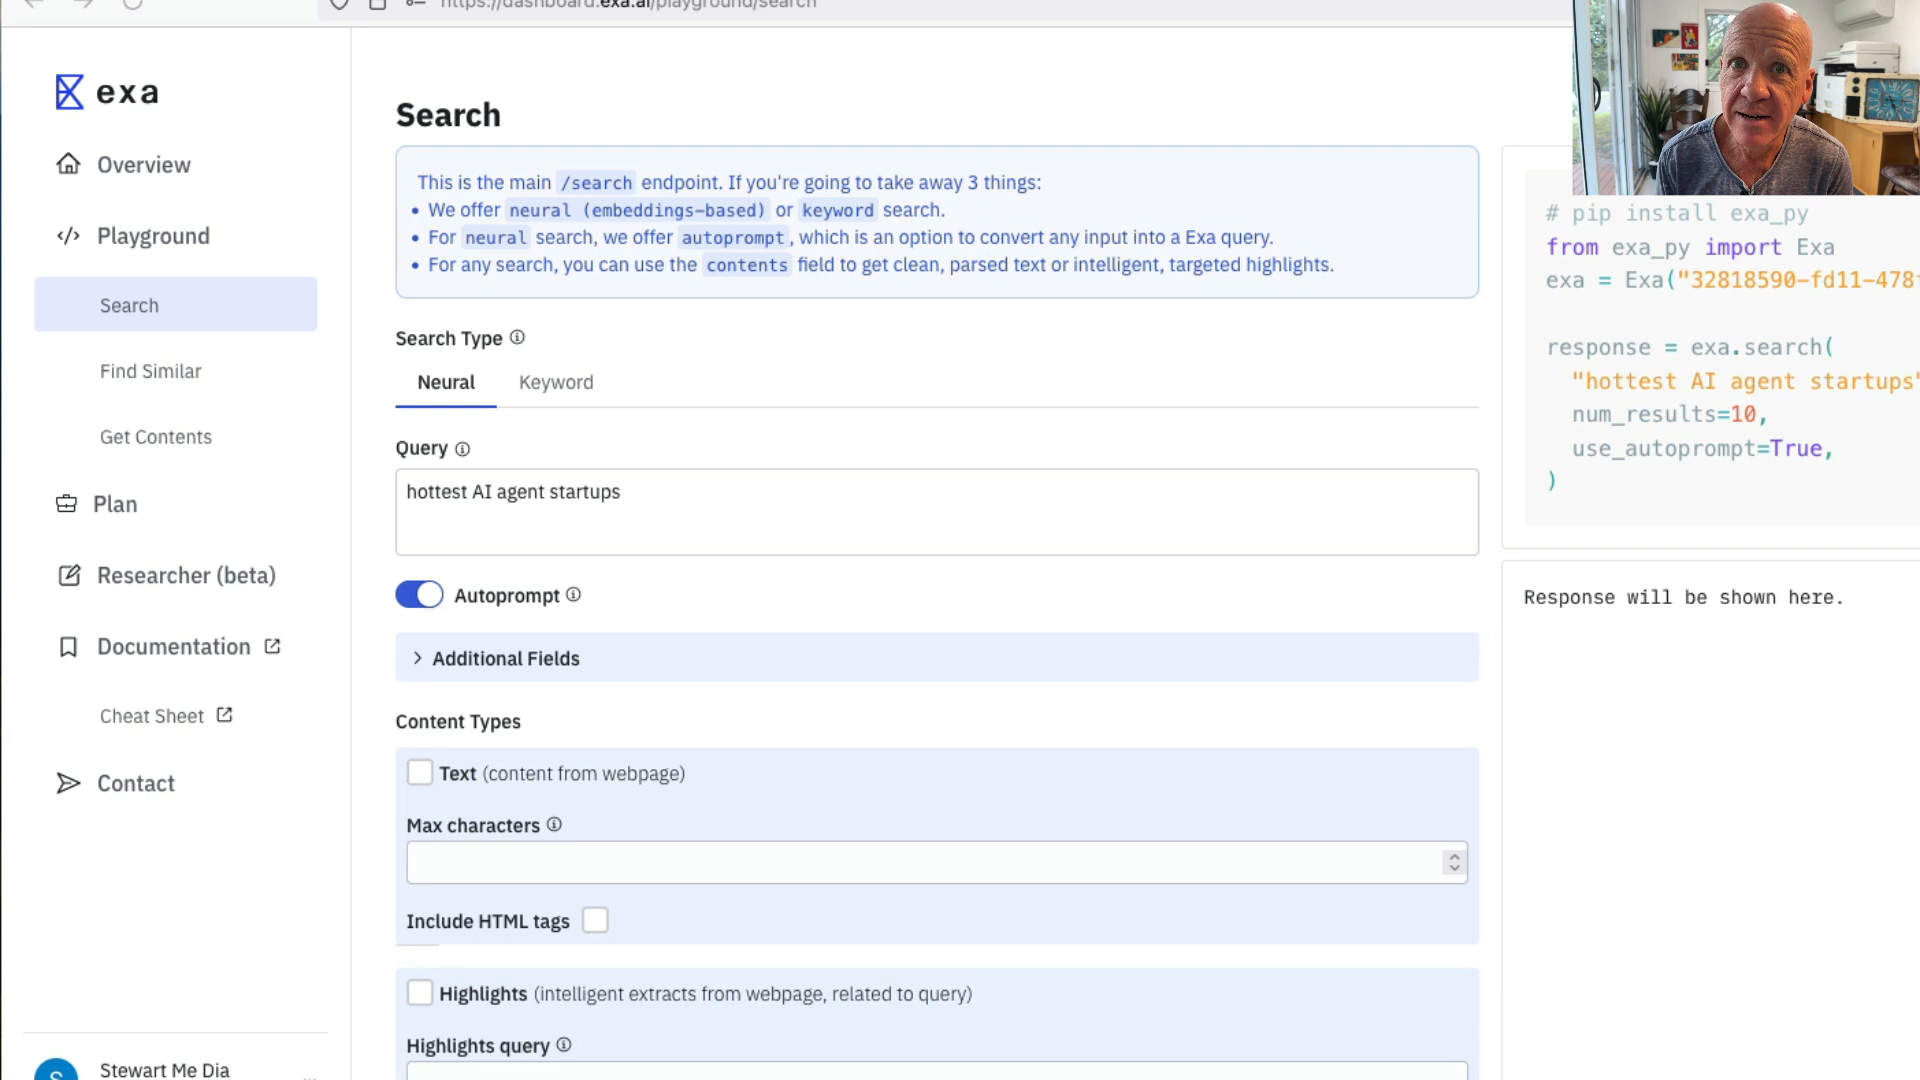 https://dashboard.exa.ai/playground/search
exa
Overview
Playground
Search
Find Similar
Get Contents
Plan
Researcher (beta)
Documentation
Cheat Sheet
Contact
S
Stewart Me Dia
Search
This is the main /search endpoint. If you're going to take away 3 things:
• We offer neural (embeddings-based) or keyword search.
• For neural search, we offer autoprompt, which is an option to convert any input into a Exa query.
• For any search, you can use the contents field to get clean, parsed text or intelligent, targeted highlights.
Search Type
Neural Keyword
Query
hottest AI agent startups
Autoprompt
Additional Fields
Content Types
Text (content from webpage)
Max characters
Include HTML tags
Highlights (intelligent extracts from webpage, related to query)
Highlights query
# pip install exa_py
from exa_py import Exa
exa = Exa("32818590-fd11-478
response = exa.search(
"hottest AI agent startups"
num_results=10,
use_autoprompt=True,
)
Response will be shown here.